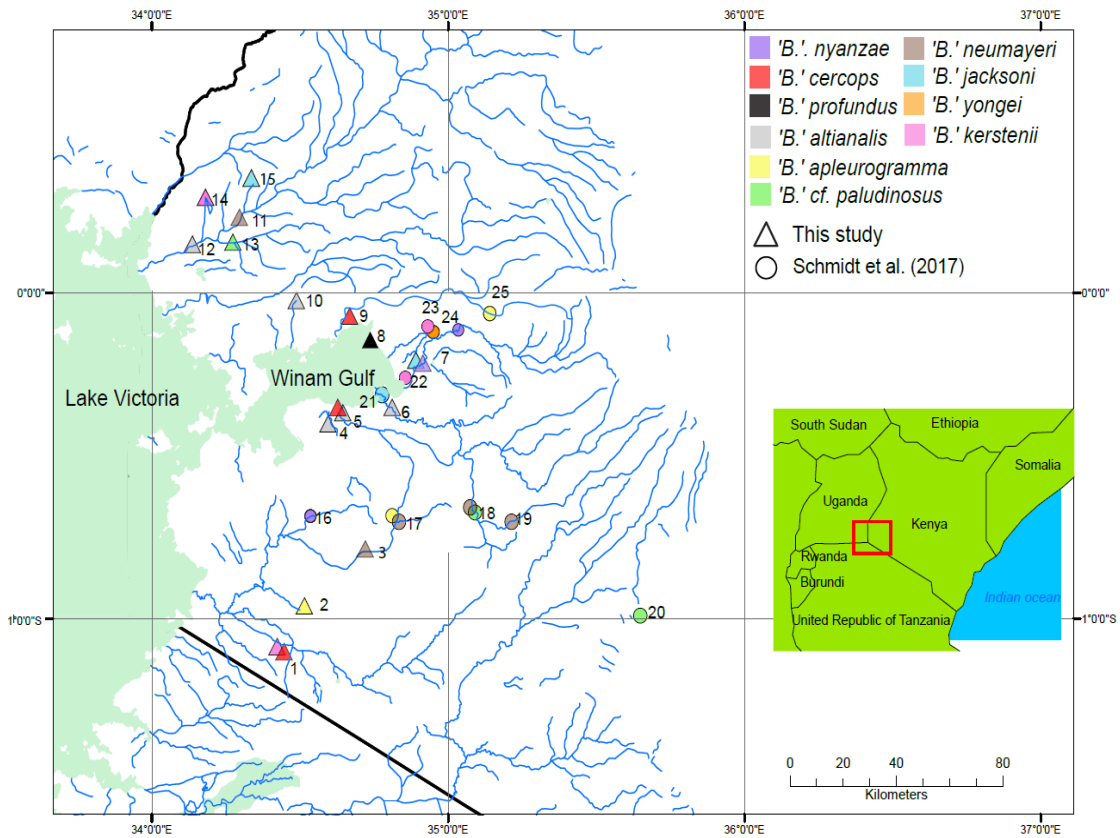 34°0'0"E 35°0'0"E 36°0'0"E 37°0'0"E
'B.'. nyanzae
'B.' cercops
'B.' profundus
'B.' altianalis
'B.' apleurogramma
'B.' cf. paludinosus
'B.' neumayeri
'B.' jacksoni
'B.' yongei
'B.' kerstenii
This study
Schmidt et al. (2017)
15
14
11
12
13
0°0'0"
0°0'0"
10
9
8
23
24
25
7
22
Winam Gulf
Lake Victoria
21
6
5
4
16
17
18
19
3
2
20
1°0'0"S
1°0'0"S
1
South Sudan
Ethiopia
Somalia
Uganda
Kenya
Rwanda
Burundi
Indian ocean
United Republic of Tanzania
0 20 40 80
Kilometers
34°0'0"E 35°0'0"E 36°0'0"E 37°0'0"E